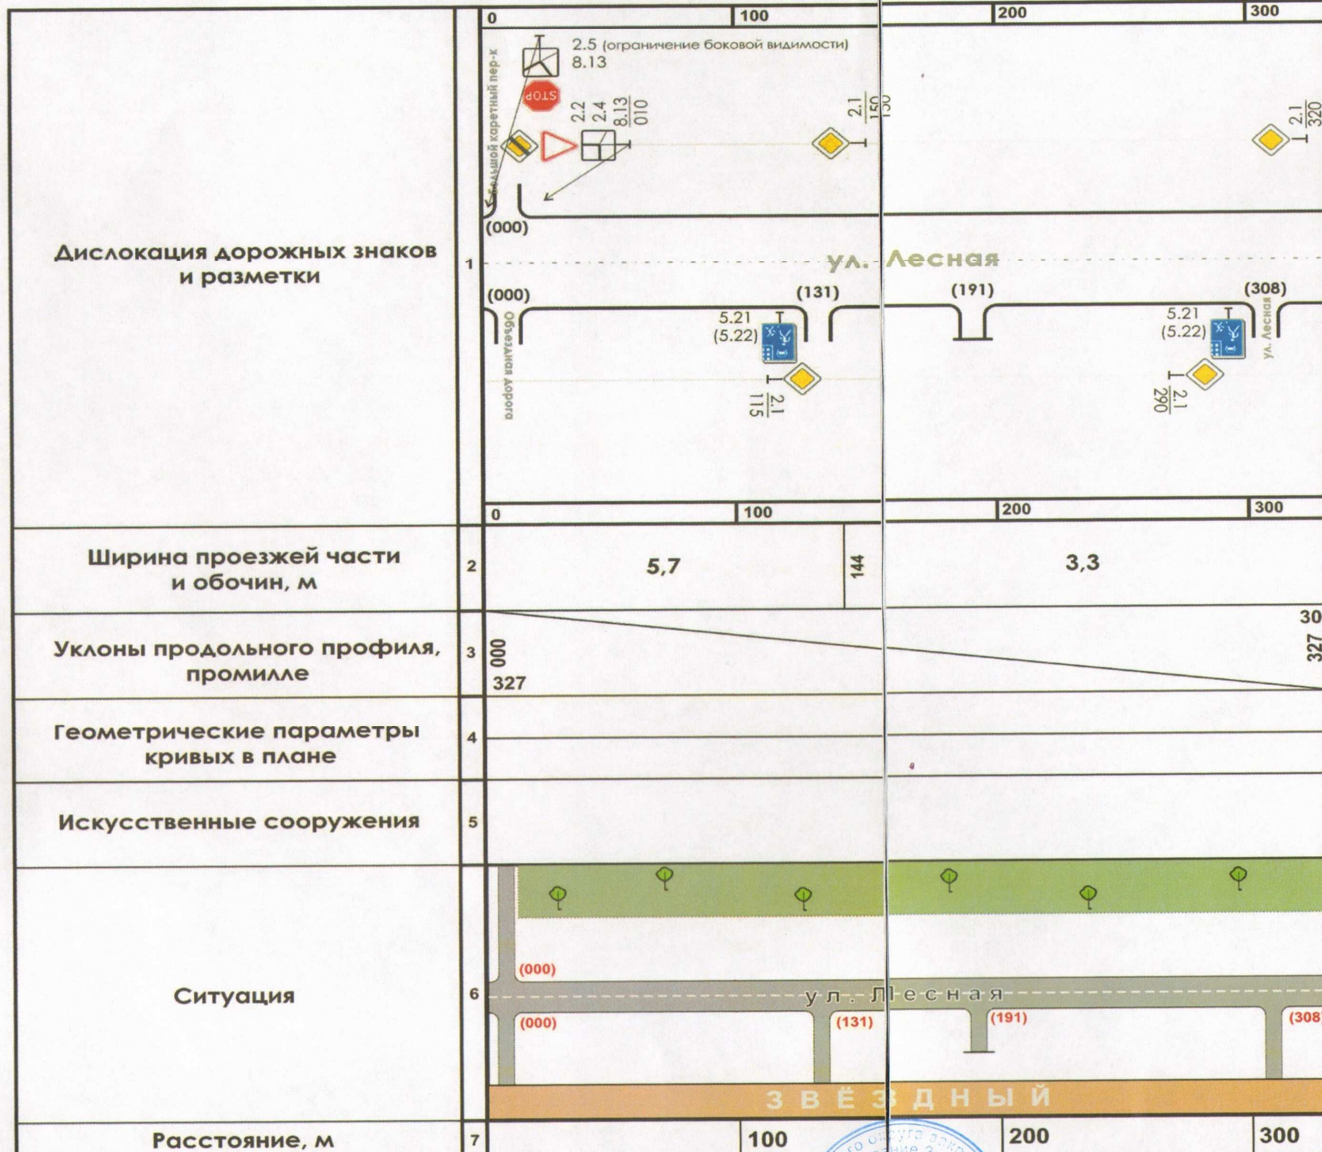 0 100 200 300
2.5 (ограничение боковой видимости)
8.13
STOP
2.2
2.4
8.13
010
2.1
150
2.1
320
Большой каретный пер-к
(000)
Дислокация дорожных знаков
и разметки
1
ул. Лесная
(000) (131) (191) (308)
5.21
(5.22)
5.21
(5.22)
Объездная дорога
ул. Лесная
2.1
115
2.1
290
0 100 200 300
Ширина проезжей части
и обочин, м
2
5,7
144
3,3
Уклоны продольного профиля,
промилле
3
000
327
30
327
Геометрические параметры
кривых в плане
4
Искусственные сооружения
5
Ситуация
6
(000)
ул. Лесная
(000) (131) (191) (308)
ЗВЁЗДНЫЙ
Расстояние, м
7
100 200 300